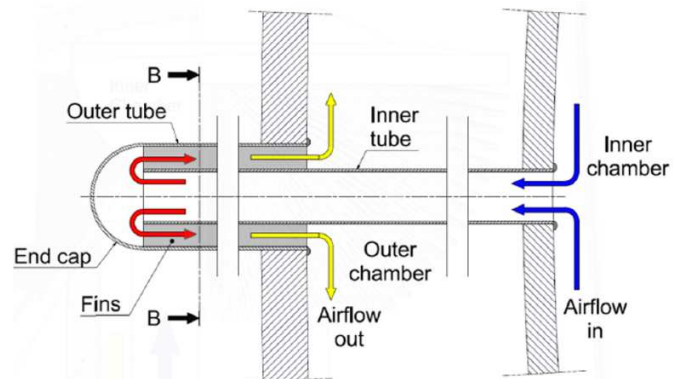 B
Outer tube
Inner
tube
Inner
chamber
End cap
Outer
chamber
Fins
B
Airflow
out
Airflow
in